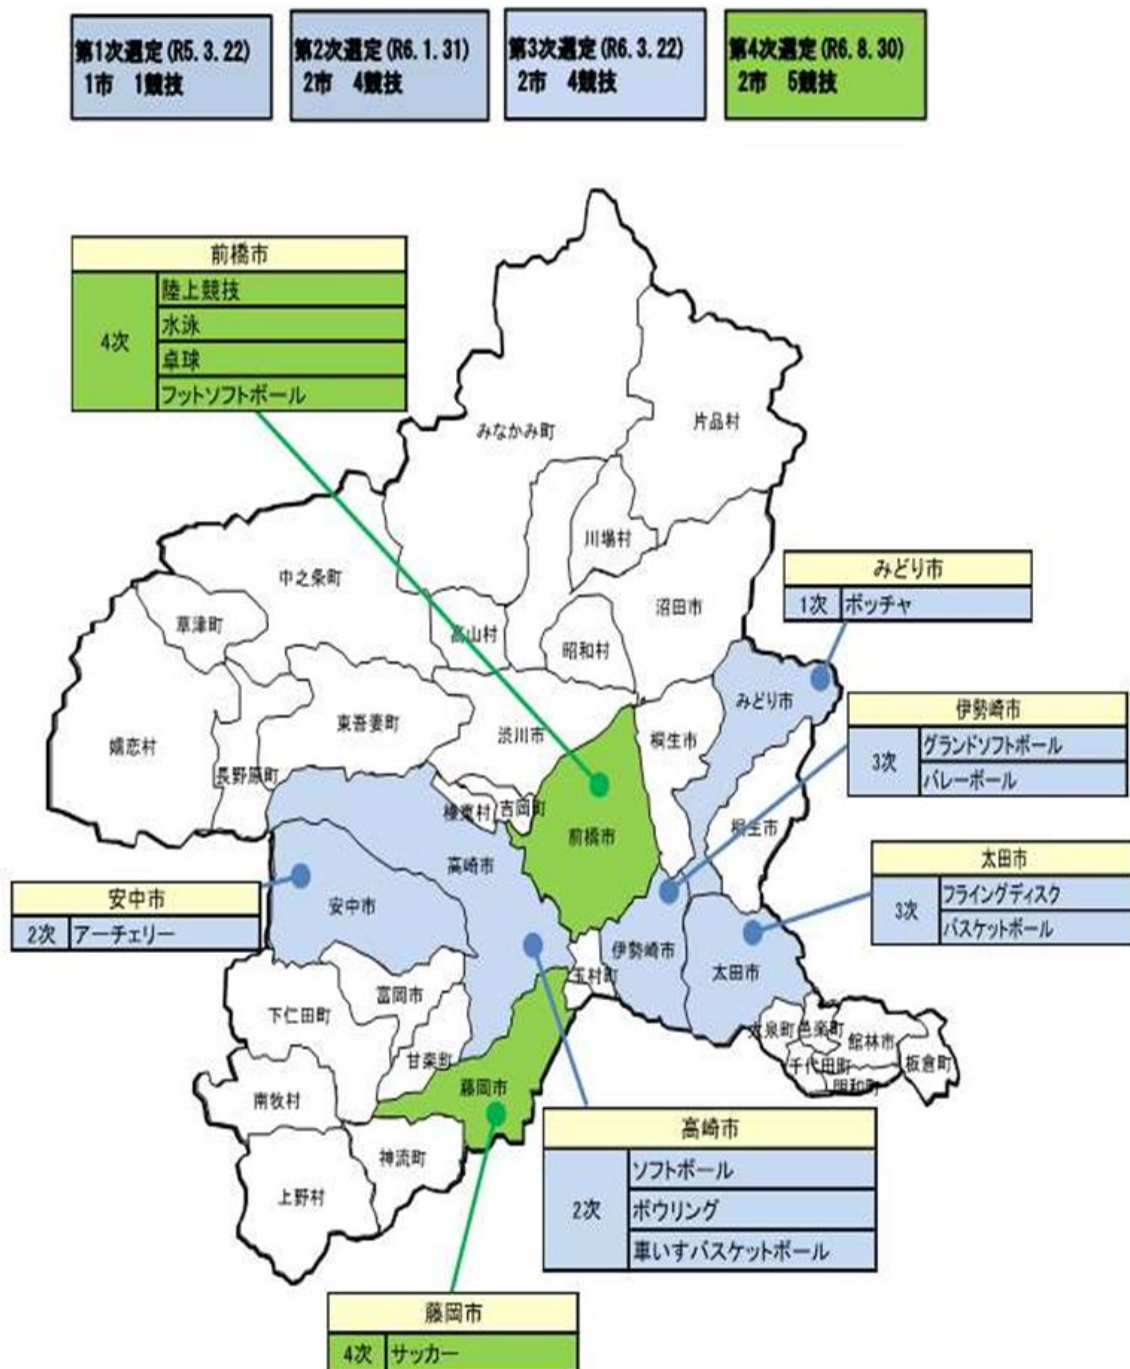 第1次選定(R5.3.22)
1市 1競技
第2次選定(R6.1.31)
2市 4競技
第3次選定(R6.3.22)
2市 4競技
第4次選定(R6.8.30)
2市 5競技
前橋市
4次
陸上競技
水泳
卓球
フットソフトボール
みなかみ町
片品村
川場村
中之条町
草津町
高山村
昭和村
沼田市
みどり市
1次 ボッチャ
みどり市
伊勢崎市
3次
グランドソフトボール
バレーボール
嬬恋村
長野原町
東吾妻町
渋川市
桐生市
榛東村
吉岡町
前橋市
桐生市
高崎市
太田市
3次
フライングディスク
バスケットボール
安中市
2次 アーチェリー
安中市
伊勢崎市
太田市
玉村町
富岡市
下仁田町
甘楽町
大泉町
邑楽町
館林市
千代田町
明和町
板倉町
藤岡市
南牧村
神流町
上野村
高崎市
2次
ソフトボール
ボウリング
車いすバスケットボール
藤岡市
4次 サッカー